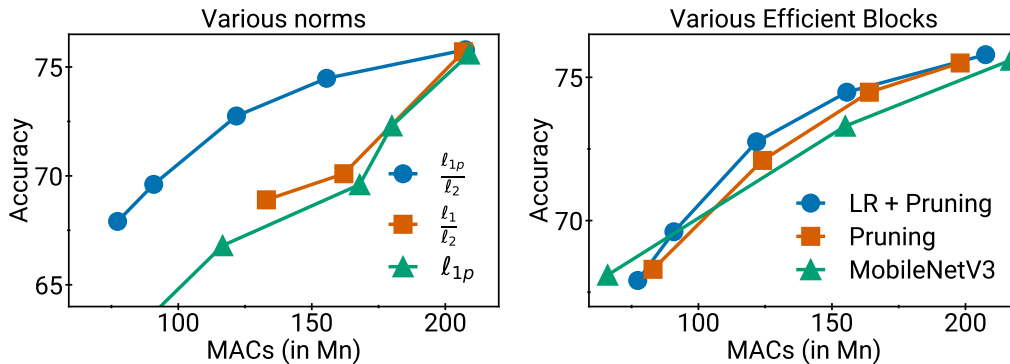 Various norms
Accuracy
75
70
65
100
150
200
MACs (in Mn)
ℓ₁ₚ/ℓ₂
ℓ₁/ℓ₂
ℓ₁ₚ
Various Efficient Blocks
Accuracy
75
70
100
150
200
MACs (in Mn)
LR + Pruning
Pruning
MobileNetV3